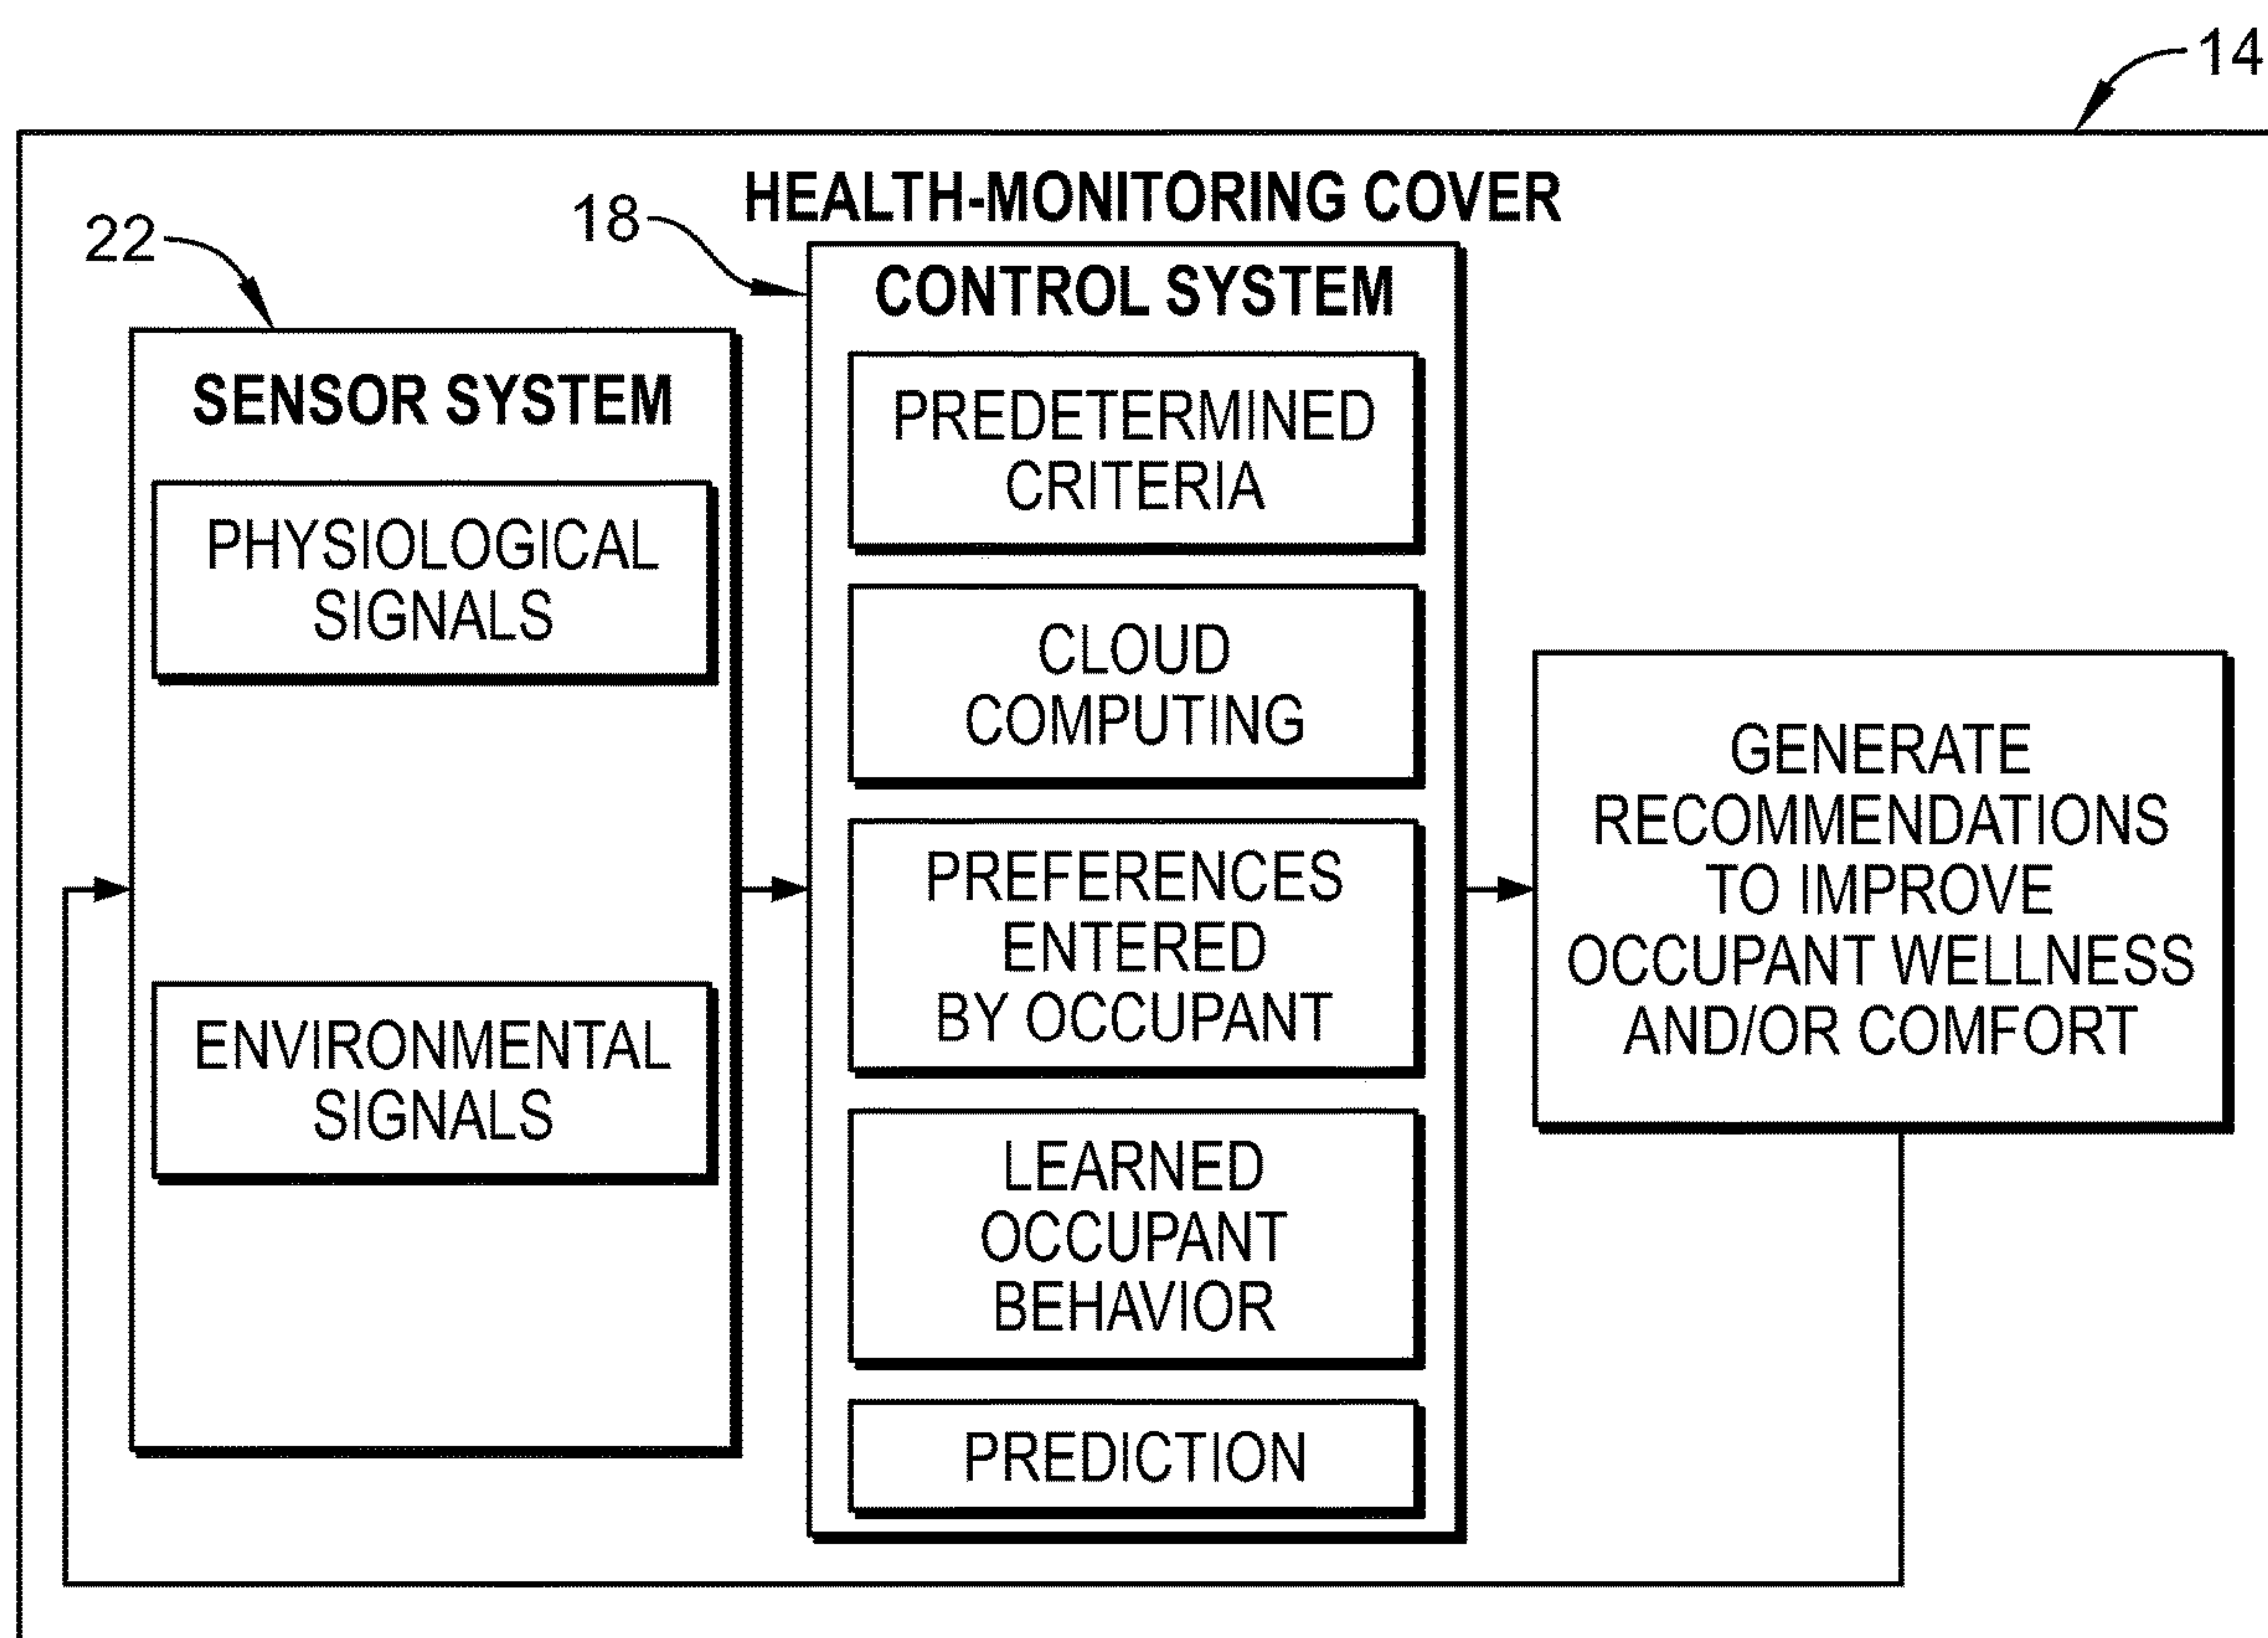 14
HEALTH-MONITORING COVER
22
18
SENSOR SYSTEM
PHYSIOLOGICAL
SIGNALS
ENVIRONMENTAL
SIGNALS
CONTROL SYSTEM
PREDETERMINED
CRITERIA
CLOUD
COMPUTING
PREFERENCES
ENTERED
BY OCCUPANT
LEARNED
OCCUPANT
BEHAVIOR
PREDICTION
GENERATE
RECOMMENDATIONS
TO IMPROVE
OCCUPANT WELLNESS
AND/OR COMFORT